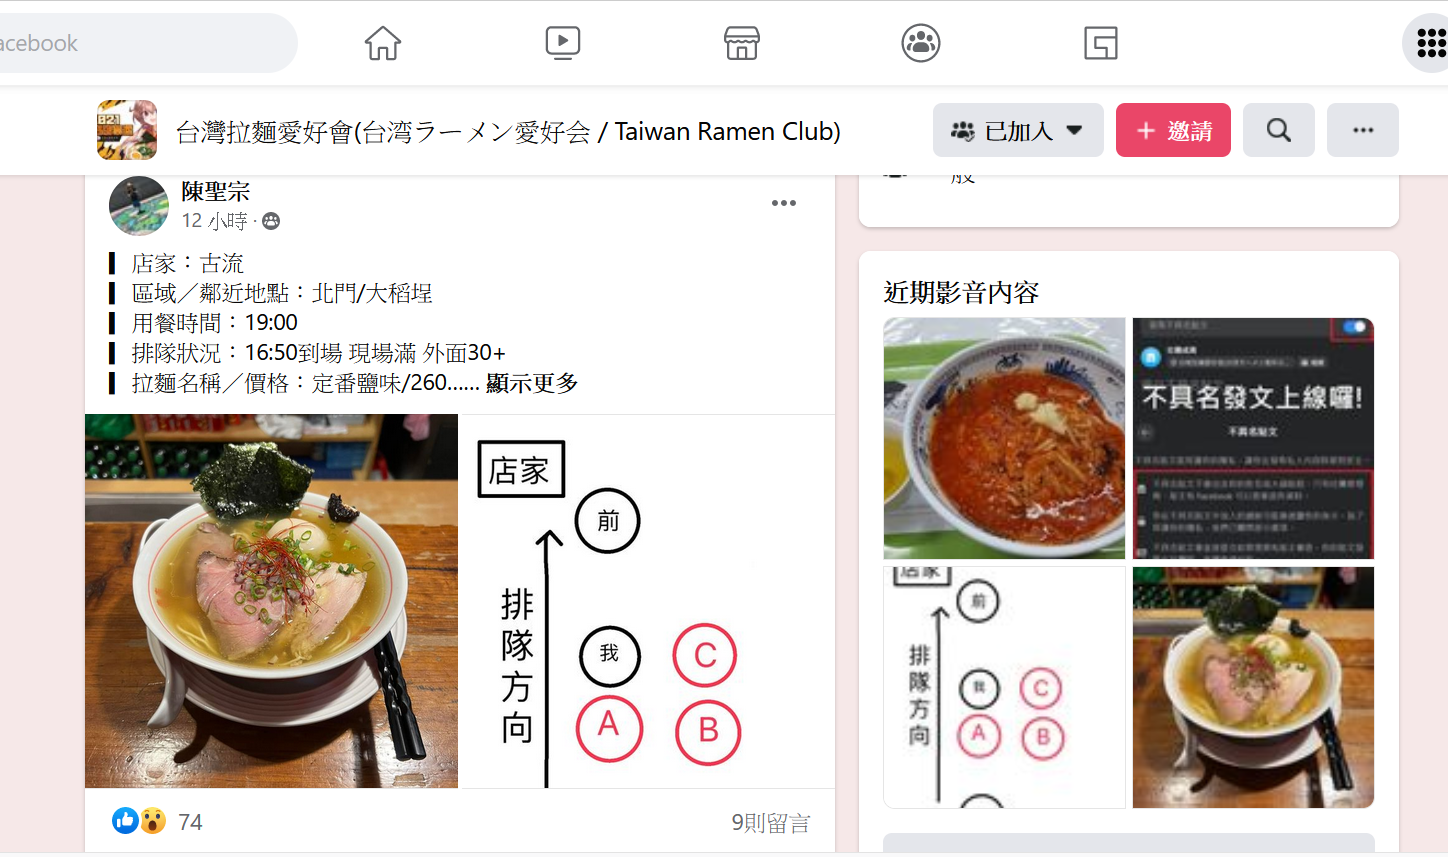 acebook
台灣拉麵愛好會(台湾ラーメン愛好会 / Taiwan Ramen Club)
已加入
+ 邀請
陳聖宗
12 小時 ·
店家：古流
區域／鄰近地點：北門/大稻埕
用餐時間：19:00
排隊狀況：16:50到場 現場滿 外面30+
拉麵名稱／價格：定番鹽味/260...... 顯示更多
店家
前
排隊方向
我
C
A
B
74
9則留言
般
近期影音內容
不具名發文上線囉!
不具名貼文
店家
前
排隊方向
我
C
A
B